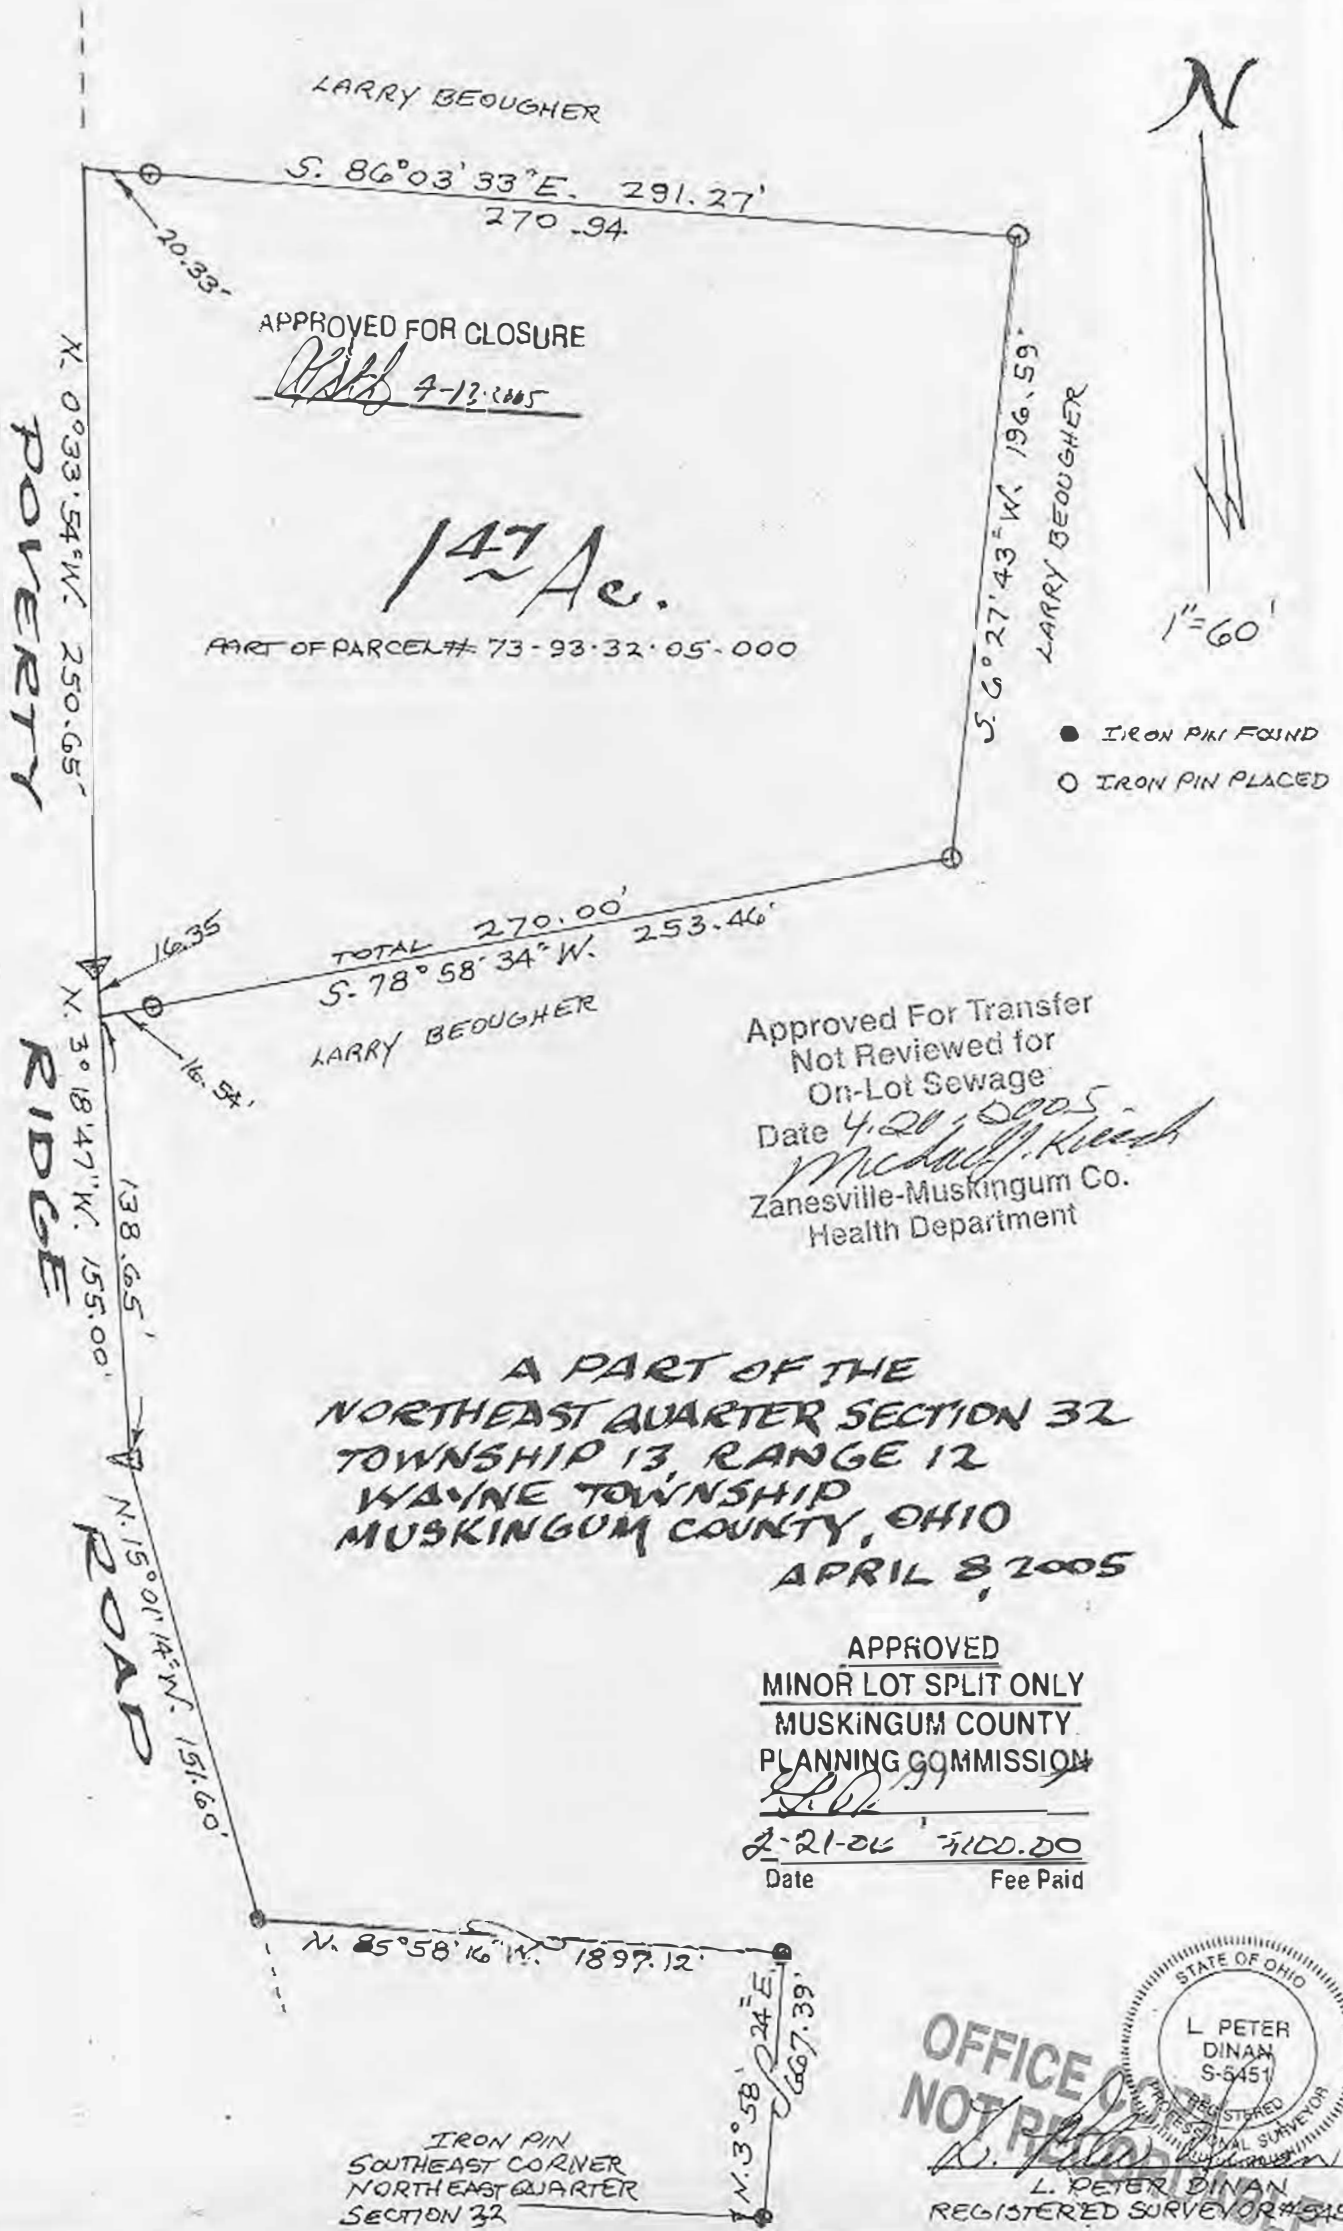 LARRY BEOUGHER
N
S. 86°03'33"E. 291.27'
270.94
20.33'
APPROVED FOR CLOSURE
4-12-2005
N. 0°33'54"W. 250.65'
POVERTY
S. 6°27'43"W. 196.59'
LARRY BEOUGHER
1.47 Ac.
PART OF PARCEL# 73-93-32-05-000
1"=60'
IRON PIN FOUND
IRON PIN PLACED
16.35
TOTAL 270.00'
S. 78°58'34"W. 253.46'
LARRY BEOUGHER
16.54'
N. 3°18'47"W. 155.00'
138.65'
RIDGE
Approved For Transfer
Not Reviewed for
On-Lot Sewage
Date 4.20.2005
Zanesville-Muskingum Co.
Health Department
A PART OF THE
NORTHEAST QUARTER SECTION 32
TOWNSHIP 13, RANGE 12
WAYNE TOWNSHIP
MUSKINGUM COUNTY, OHIO
APRIL 8, 2005
N. 15°01'14"W. 151.60'
ROAD
APPROVED
MINOR LOT SPLIT ONLY
MUSKINGUM COUNTY
PLANNING COMMISSION
2-21-06 $100.00
Date Fee Paid
N. 85°58'16"W. 1897.12'
N. 3°58'24"E.
667.39'
IRON PIN
SOUTHEAST CORNER
NORTHEAST QUARTER
SECTION 32
STATE OF OHIO
L. PETER
DINAN
S-5451
REGISTERED
PROFESSIONAL SURVEYOR
OFFICE COPY
NOT RECORDABLE
L. PETER DINAN
REGISTERED SURVEYOR #545